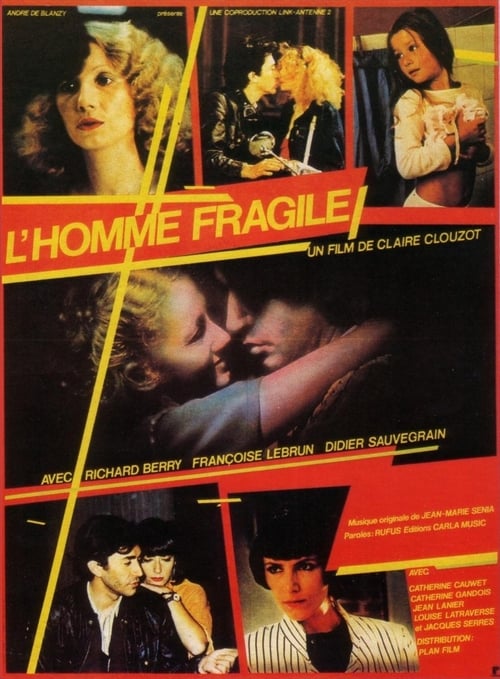 ANDRE DE BLANZY présente
UNE COPRODUCTION LINK-ANTENNE 2
L'HOMME FRAGILE
UN FILM DE CLAIRE CLOUZOT
AVEC RICHARD BERRY FRANÇOISE LEBRUN DIDIER SAUVEGRAIN
Musique originale de JEAN-MARIE SENIA
Paroles: RUFUS Editions CARLA MUSIC
AVEC
CATHERINE CAUWET
CATHERINE GANDOIS
JEAN LANIER
LOUISE LATRAVERSE
et JACQUES SERRES
DISTRIBUTION:
PLAN FILM